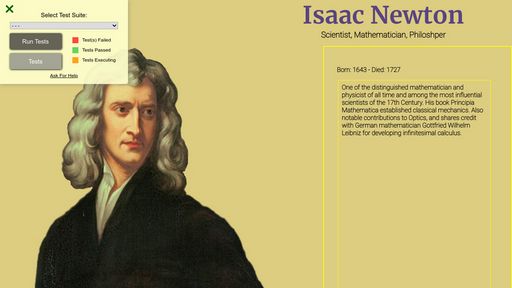 Select Test Suite:
- - -
Run Tests
Test(s) Failed
Tests Passed
Tests
Tests Executing
Ask For Help
Isaac Newton
Scientist, Mathematician, Philoshper
Born: 1643 - Died: 1727
One of the distinguished mathematician and
physicist of all time and among the most influential
scientists of the 17th Century. His book Principia
Mathematica established classical mechanics. Also
notable contributions to Optics, and shares credit
with German mathematician Gottfried Wilhelm
Leibniz for developing infinitesimal calculus.